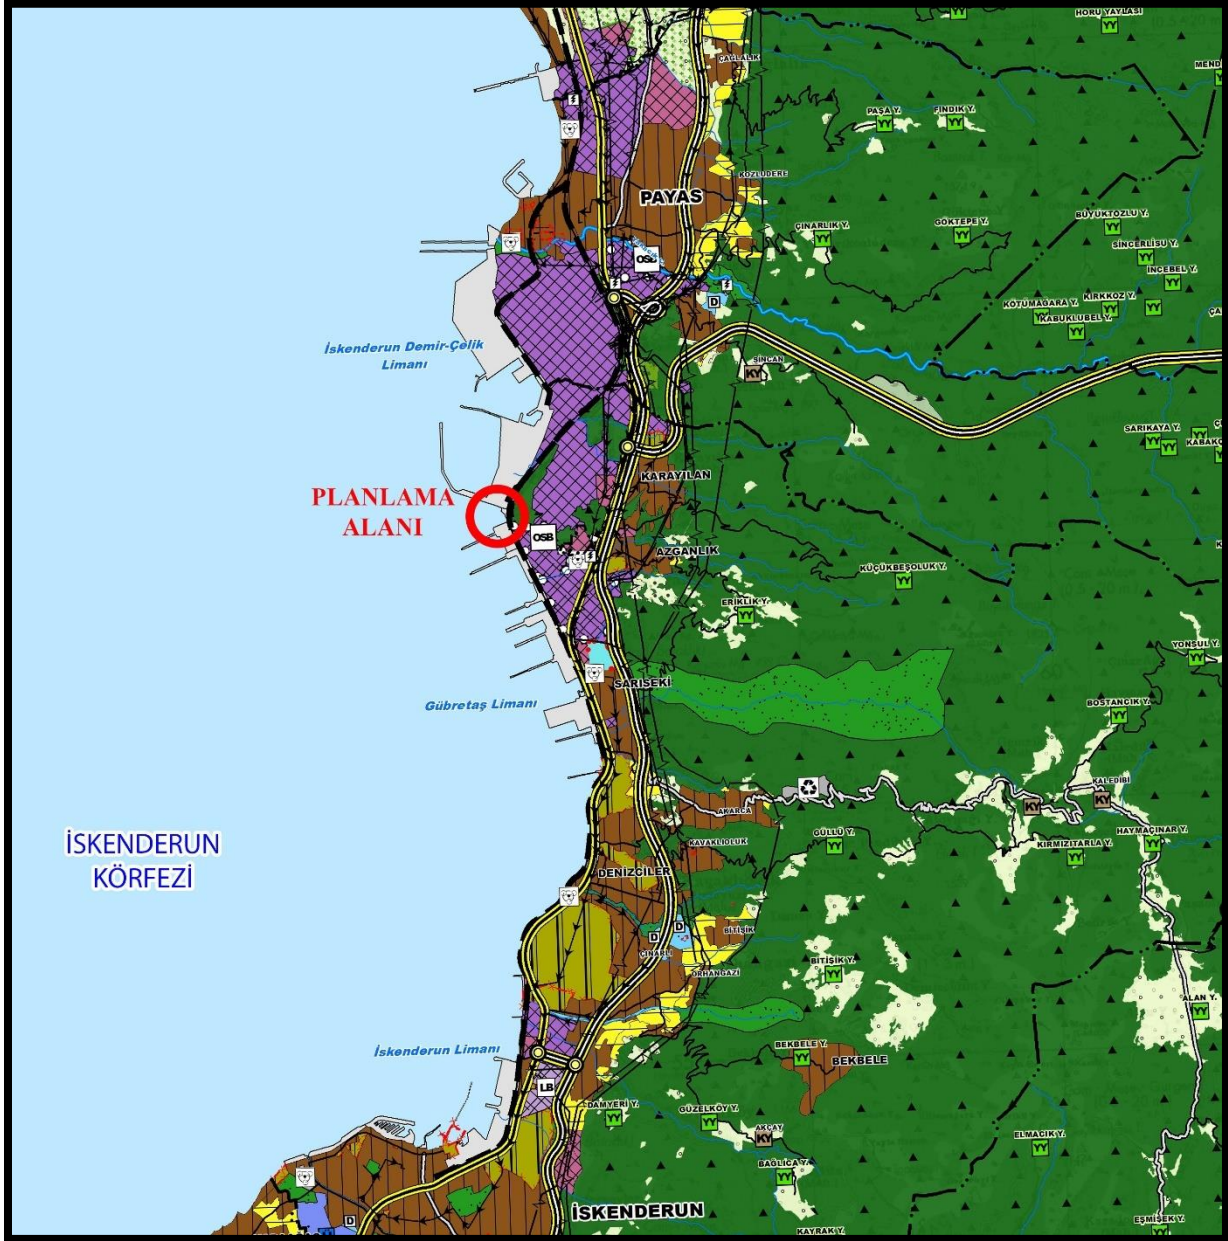 HORU YAYLASI
ÇAĞLALIK
MEND
PAŞA Y.
FINDIK Y.
KOZLUDERE
PAYAS
ÇINARLIK Y.
GÖKTEPE Y.
BÜYÜKTOZLU Y.
SİNCERLİSU Y.
OSB
İNCEBEL Y.
D
KOTUMAĞARA Y.
KIRKKOZ Y.
KABUKLUBEL Y.
ÇA
İskenderun Demir-Çelik
Limanı
SİNCAN
KY
SARIKAYA Y.
KABAKÇ
KARAYILAN
PLANLAMA
ALANI
OSB
AZGANLIK
KÜÇÜKBEŞOLUK Y.
ERİKLİK Y.
YONSUL Y.
SARISEKİ
Gübretaş Limanı
BOSTANCIK Y.
KALEDİBİ
KY
KY
AKARCA
GÜLLÜ Y.
HAYMAÇINAR Y.
KAVAKLIOLUK
KIRMIZITARLA Y.
İSKENDERUN
KÖRFEZİ
DENİZCİLER
D
D
BİTİŞİK
ÇINARLI
BİTİŞİK Y.
ORHANGAZİ
ALAN Y.
İskenderun Limanı
BEKBELE Y.
BEKBELE
LB
DAMYERİ Y.
GÜZELKÖY Y.
AKÇAY
KY
ELMACIK Y.
BAĞLICA Y.
İSKENDERUN
D
KAYRAK Y.
EŞMİŞEK Y.